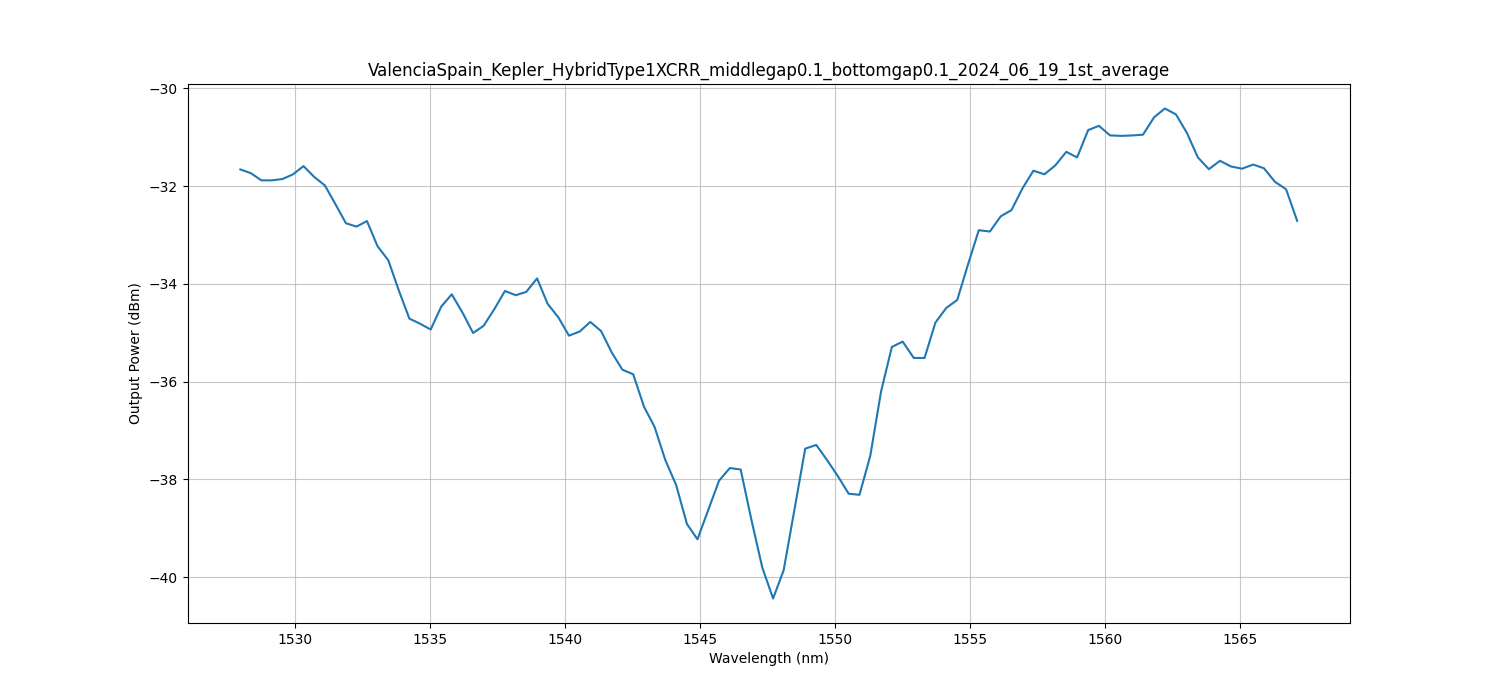 ValenciaSpain_Kepler_HybridType1XCRR_middlegap0.1_bottomgap0.1_2024_06_19_1st_average
Output Power (dBm)
−30
−32
−34
−36
−38
−40
1530 1535 1540 1545 1550 1555 1560 1565
Wavelength (nm)